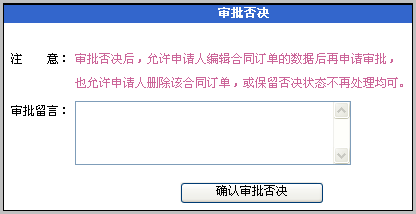 审批否决
注　意：审批否决后，允许申请人编辑合同订单的数据后再申请审批，
也允许申请人删除该合同订单，或保留否决状态不再处理均可。
审批留言：
确认审批否决